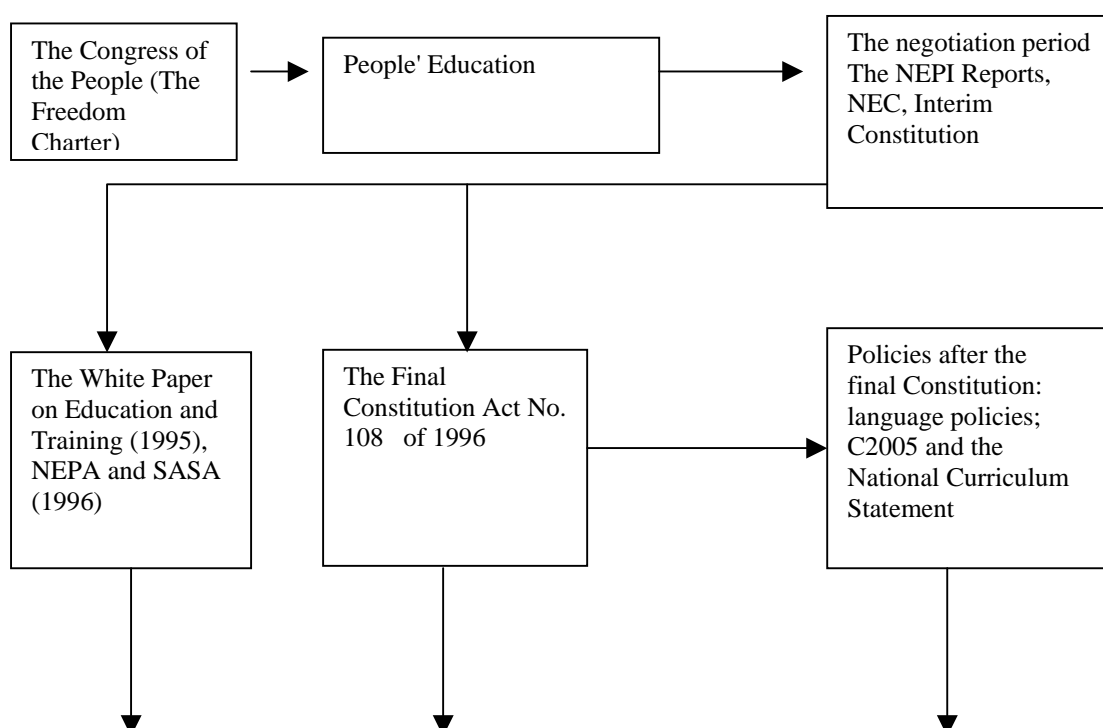 The Congress of
the People (The
Freedom
Charter)
People' Education
The negotiation period
The NEPI Reports,
NEC, Interim
Constitution
The White Paper
on Education and
Training (1995),
NEPA and SASA
(1996)
The Final
Constitution Act No.
108 of 1996
Policies after the
final Constitution:
language policies;
C2005 and the
National Curriculum
Statement